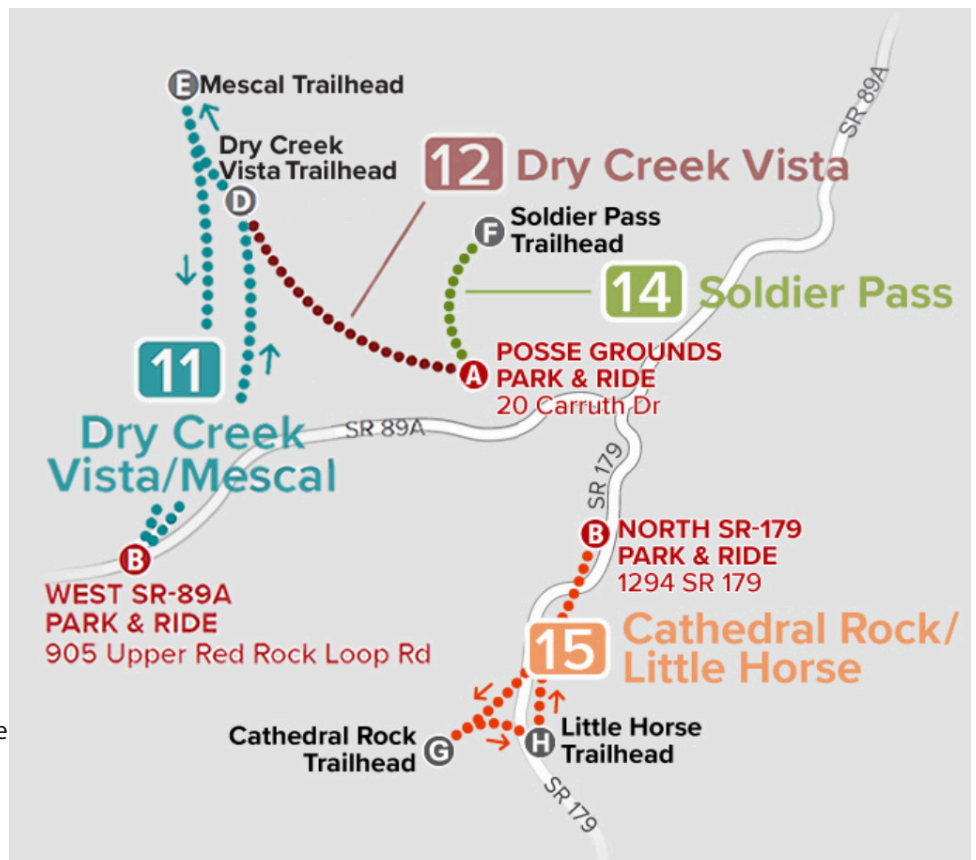 E Mescal Trailhead
SR 89A
Dry Creek
Vista Trailhead
D
12 Dry Creek Vista
F Soldier Pass
Trailhead
14 Soldier Pass
11
Dry Creek
Vista/Mescal
A POSSE GROUNDS
PARK & RIDE
20 Carruth Dr
SR 89A
SR 179
B
WEST SR-89A
PARK & RIDE
905 Upper Red Rock Loop Rd
B NORTH SR-179
PARK & RIDE
1294 SR 179
15 Cathedral Rock/
Little Horse
e
Cathedral Rock
Trailhead
G
H Little Horse
Trailhead
SR 179